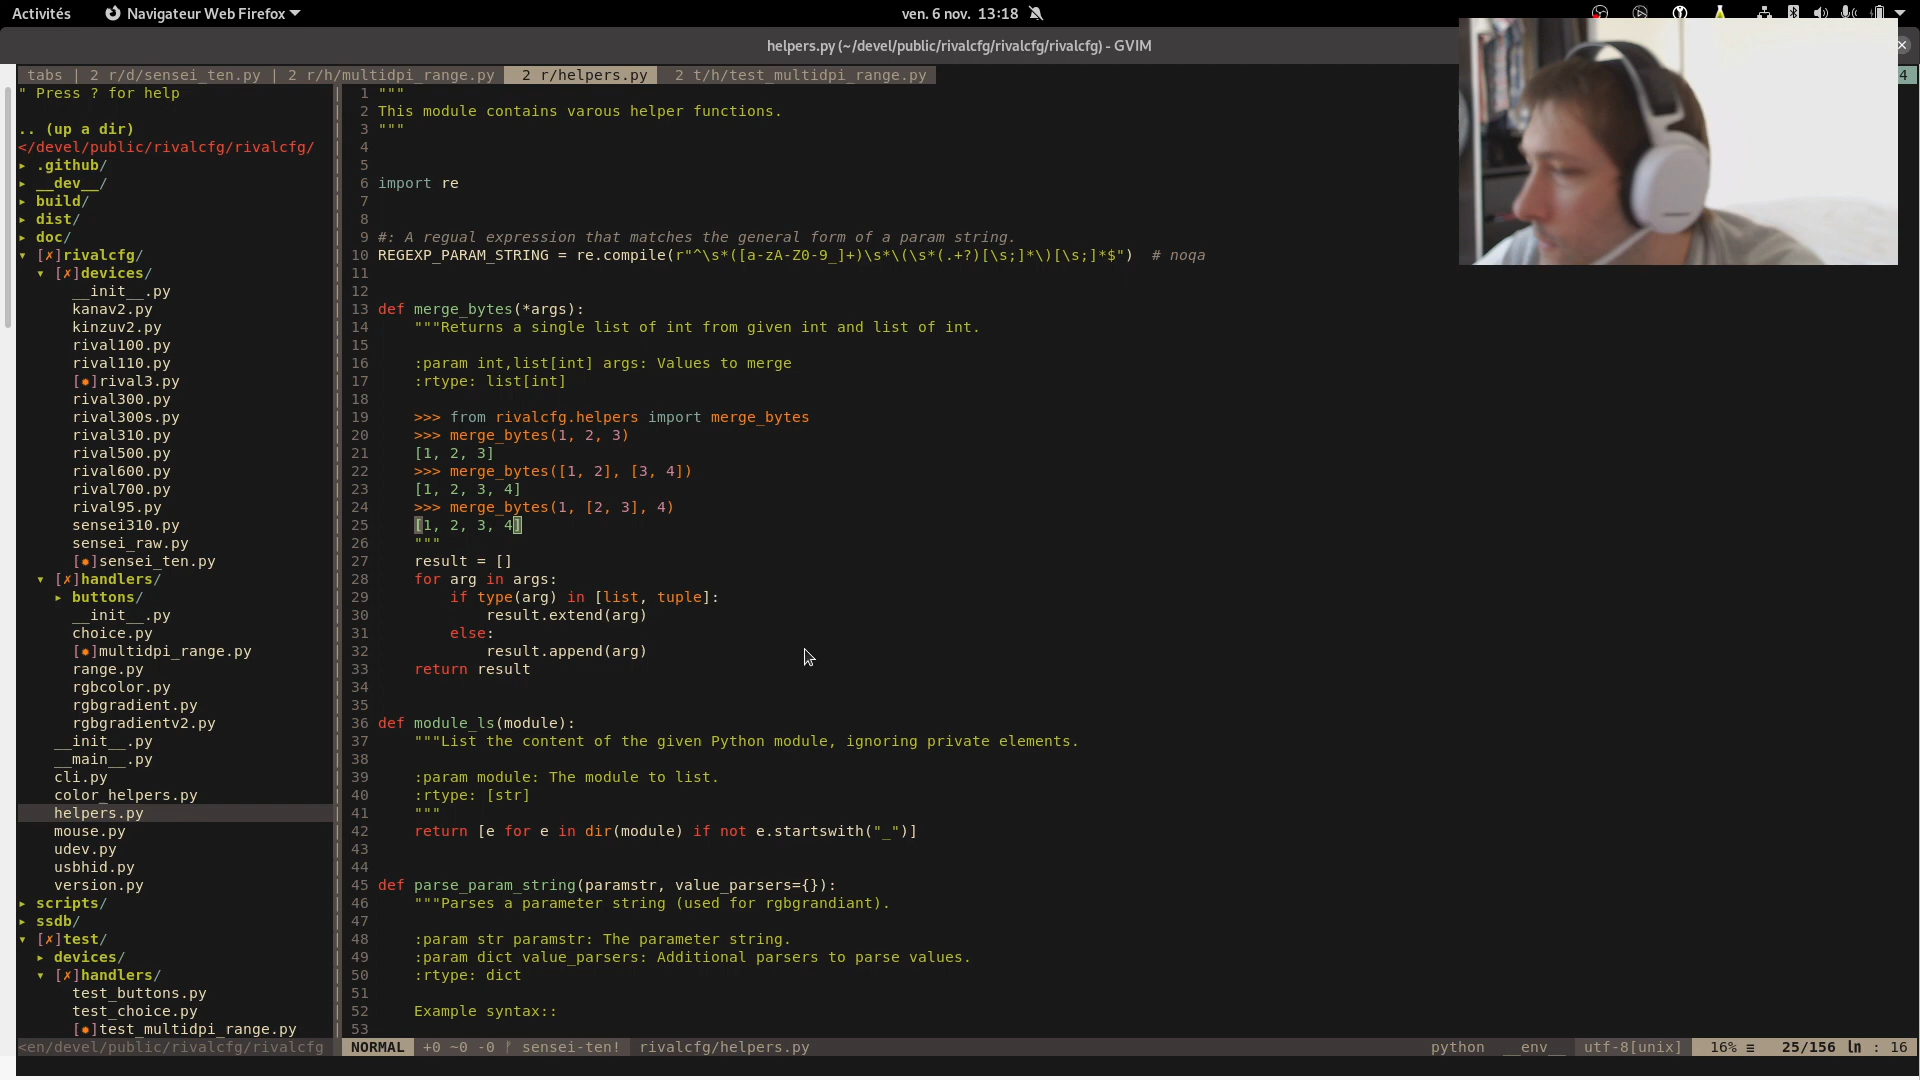 Activités
Navigateur Web Firefox
ven. 6 nov. 13:18
helpers.py (~/devel/public/rivalcfg/rivalcfg/rivalcfg) - GVIM
tabs | 2 r/d/sensei_ten.py | 2 r/h/multidpi_range.py
2 r/helpers.py
2 t/h/test_multidpi_range.py
4
" Press ? for help
.. (up a dir)
</devel/public/rivalcfg/rivalcfg/
▸ .github/
▸ __dev__/
▸ build/
▸ dist/
▸ doc/
▾ [✗]rivalcfg/
▾ [✗]devices/
__init__.py
kanav2.py
kinzuv2.py
rival100.py
rival110.py
[✹]rival3.py
rival300.py
rival300s.py
rival310.py
rival500.py
rival600.py
rival700.py
rival95.py
sensei310.py
sensei_raw.py
[✹]sensei_ten.py
▾ [✗]handlers/
▸ buttons/
__init__.py
choice.py
[✹]multidpi_range.py
range.py
rgbcolor.py
rgbgradient.py
rgbgradientv2.py
__init__.py
__main__.py
cli.py
color_helpers.py
helpers.py
mouse.py
udev.py
usbhid.py
version.py
▸ scripts/
▸ ssdb/
▾ [✗]test/
▸ devices/
▾ [✗]handlers/
test_buttons.py
test_choice.py
[✹]test_multidpi_range.py
<en/devel/public/rivalcfg/rivalcfg
1 """
2 This module contains varous helper functions.
3 """
4
5
6 import re
7
8
9 #: A regual expression that matches the general form of a param string.
10 REGEXP_PARAM_STRING = re.compile(r"^\s*([a-zA-Z0-9_]+)\s*\(\s*(.+?)[\s;]*\)[\s;]*$")  # noqa
11
12
13 def merge_bytes(*args):
14     """Returns a single list of int from given int and list of int.
15
16     :param int,list[int] args: Values to merge
17     :rtype: list[int]
18
19     >>> from rivalcfg.helpers import merge_bytes
20     >>> merge_bytes(1, 2, 3)
21     [1, 2, 3]
22     >>> merge_bytes([1, 2], [3, 4])
23     [1, 2, 3, 4]
24     >>> merge_bytes(1, [2, 3], 4)
25     [1, 2, 3, 4]
26     """
27     result = []
28     for arg in args:
29         if type(arg) in [list, tuple]:
30             result.extend(arg)
31         else:
32             result.append(arg)
33     return result
34
35
36 def module_ls(module):
37     """List the content of the given Python module, ignoring private elements.
38
39     :param module: The module to list.
40     :rtype: [str]
41     """
42     return [e for e in dir(module) if not e.startswith("_")]
43
44
45 def parse_param_string(paramstr, value_parsers={}):
46     """Parses a parameter string (used for rgbgrandiant).
47
48     :param str paramstr: The parameter string.
49     :param dict value_parsers: Additional parsers to parse values.
50     :rtype: dict
51
52     Example syntax::
53
NORMAL +0 ~0 -0 ᚠ sensei-ten! rivalcfg/helpers.py
python __env__ utf-8[unix] 16% ≡ 25/156 ㏑ : 16